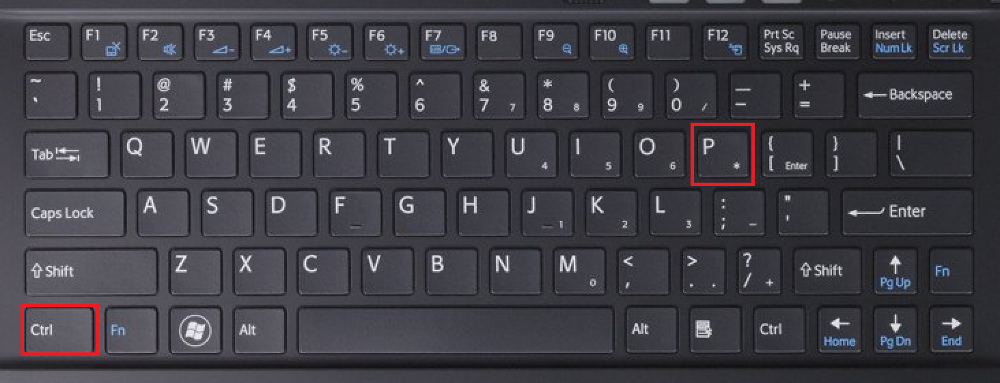 Esc F1 F2 F3 F4 F5 F6 F7 F8 F9 F10 F11 F12 Prt Sc Pause Insert Delete
Sys Rq Break Num Lk Scr Lk
~ ! @ # $ % ^ & * ( ) — +
` 1 2 3 4 5 6 7 7 8 8 9 9 0 / - = Backspace
Tab Q W E R T Y U I O P { } |
4 5 6 * [ Enter ] \
Caps Lock A S D F G H J K L : " Enter
1 2 3 ; - '
Shift Z X C V B N M < > ? Shift Fn
0 , . . / + Pg Up
Ctrl Fn Alt Alt Ctrl
Home Pg Dn End